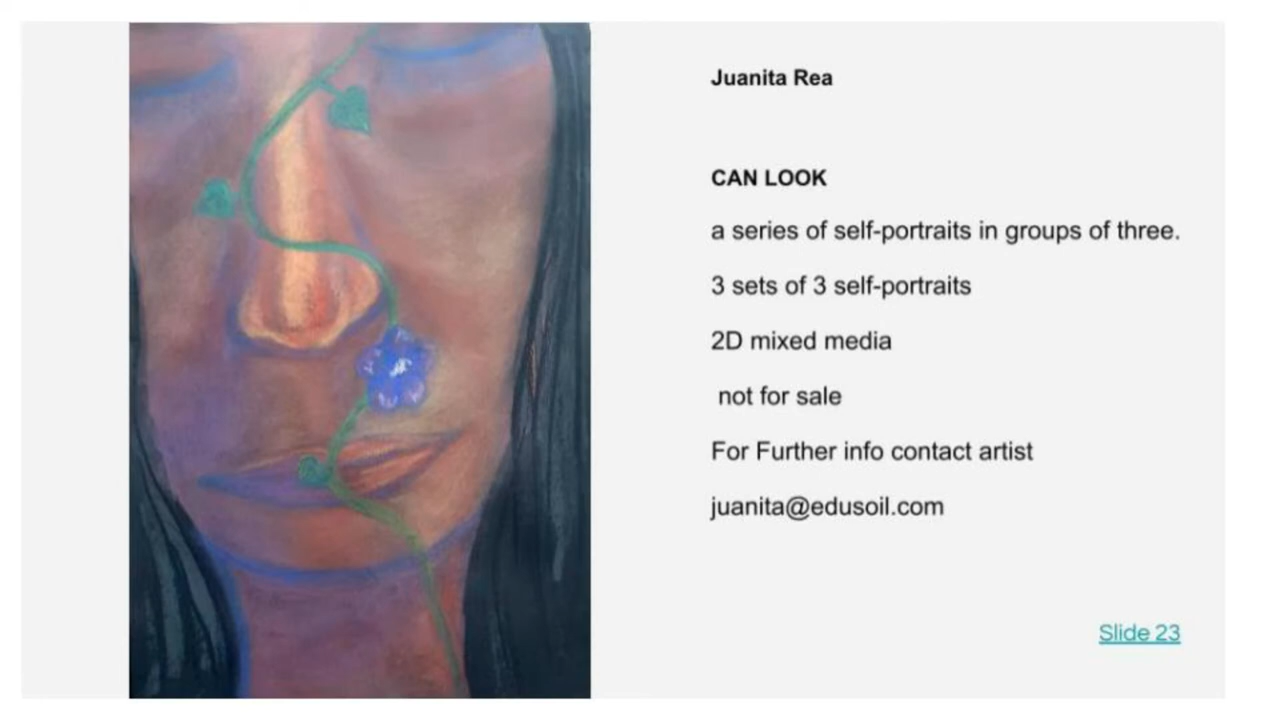 Juanita Rea
CAN LOOK
a series of self-portraits in groups of three.
3 sets of 3 self-portraits
2D mixed media
not for sale
For Further info contact artist
juanita@edusoil.com
Slide 23